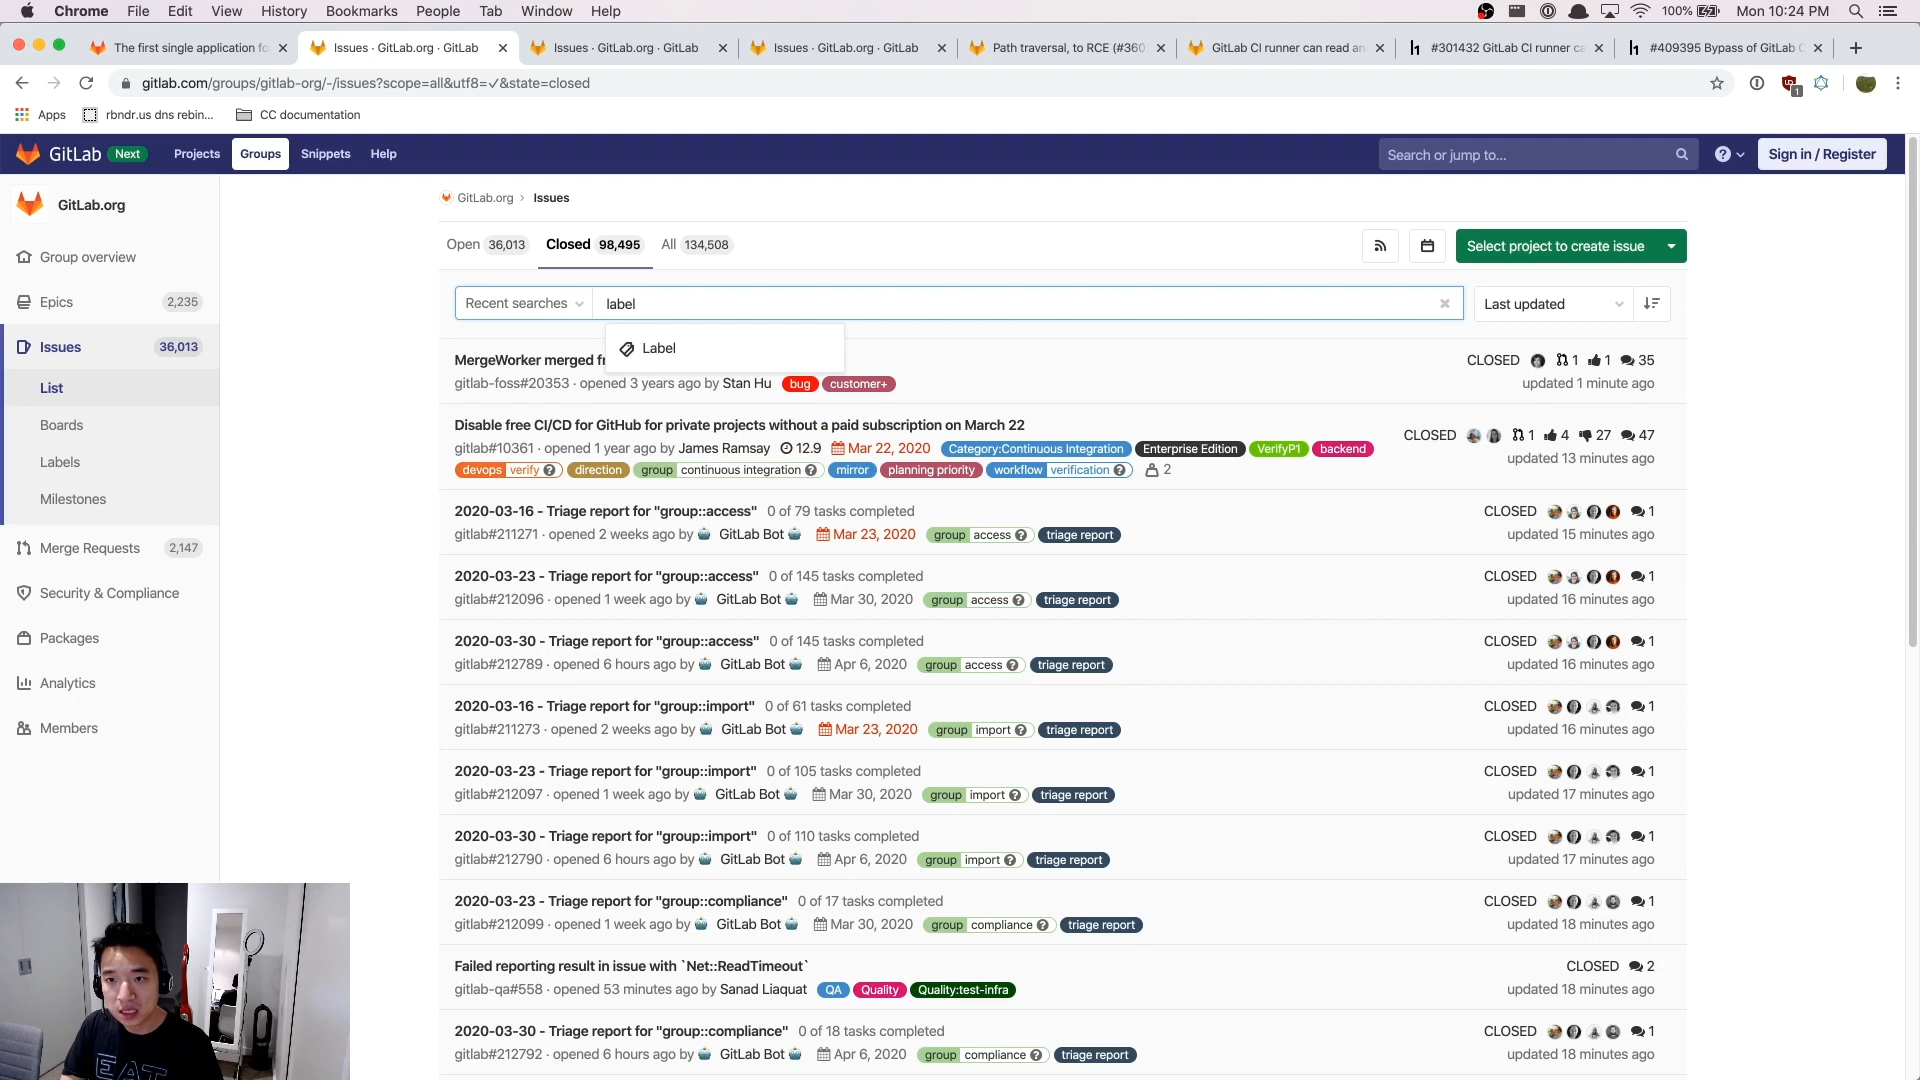 Chrome File Edit View History Bookmarks People Tab Window Help 100% Mon 10:24 PM
The first single application fo
Issues · GitLab.org · GitLab
Issues · GitLab.org · GitLab
Issues · GitLab.org · GitLab
Path traversal, to RCE (#360
GitLab CI runner can read an
#301432 GitLab CI runner ca
#409395 Bypass of GitLab C
gitlab.com/groups/gitlab-org/-/issues?scope=all&utf8=✓&state=closed
1
Apps rbndr.us dns rebin... CC documentation
GitLab Next Projects Groups Snippets Help Search or jump to... Sign in / Register
GitLab.org
Group overview
Epics 2,235
Issues 36,013
List
Boards
Labels
Milestones
Merge Requests 2,147
Security & Compliance
Packages
Analytics
Members
GitLab.org › Issues
Open 36,013 Closed 98,495 All 134,508 Select project to create issue
Recent searches label Last updated
Label
MergeWorker merged fr CLOSED 1 1 35
gitlab-foss#20353 · opened 3 years ago by Stan Hu bug customer+ updated 1 minute ago
Disable free CI/CD for GitHub for private projects without a paid subscription on March 22 CLOSED 1 4 27 47
gitlab#10361 · opened 1 year ago by James Ramsay 12.9 Mar 22, 2020 Category:Continuous Integration Enterprise Edition VerifyP1 backend updated 13 minutes ago
devops verify direction group continuous integration mirror planning priority workflow verification 2
2020-03-16 - Triage report for "group::access" 0 of 79 tasks completed CLOSED 1
gitlab#211271 · opened 2 weeks ago by GitLab Bot Mar 23, 2020 group access triage report updated 15 minutes ago
2020-03-23 - Triage report for "group::access" 0 of 145 tasks completed CLOSED 1
gitlab#212096 · opened 1 week ago by GitLab Bot Mar 30, 2020 group access triage report updated 16 minutes ago
2020-03-30 - Triage report for "group::access" 0 of 145 tasks completed CLOSED 1
gitlab#212789 · opened 6 hours ago by GitLab Bot Apr 6, 2020 group access triage report updated 16 minutes ago
2020-03-16 - Triage report for "group::import" 0 of 61 tasks completed CLOSED 1
gitlab#211273 · opened 2 weeks ago by GitLab Bot Mar 23, 2020 group import triage report updated 16 minutes ago
2020-03-23 - Triage report for "group::import" 0 of 105 tasks completed CLOSED 1
gitlab#212097 · opened 1 week ago by GitLab Bot Mar 30, 2020 group import triage report updated 17 minutes ago
2020-03-30 - Triage report for "group::import" 0 of 110 tasks completed CLOSED 1
gitlab#212790 · opened 6 hours ago by GitLab Bot Apr 6, 2020 group import triage report updated 17 minutes ago
2020-03-23 - Triage report for "group::compliance" 0 of 17 tasks completed CLOSED 1
gitlab#212099 · opened 1 week ago by GitLab Bot Mar 30, 2020 group compliance triage report updated 18 minutes ago
Failed reporting result in issue with `Net::ReadTimeout` CLOSED 2
gitlab-qa#558 · opened 53 minutes ago by Sanad Liaquat QA Quality Quality:test-infra updated 18 minutes ago
2020-03-30 - Triage report for "group::compliance" 0 of 18 tasks completed CLOSED 1
gitlab#212792 · opened 6 hours ago by GitLab Bot Apr 6, 2020 group compliance triage report updated 18 minutes ago
EAT